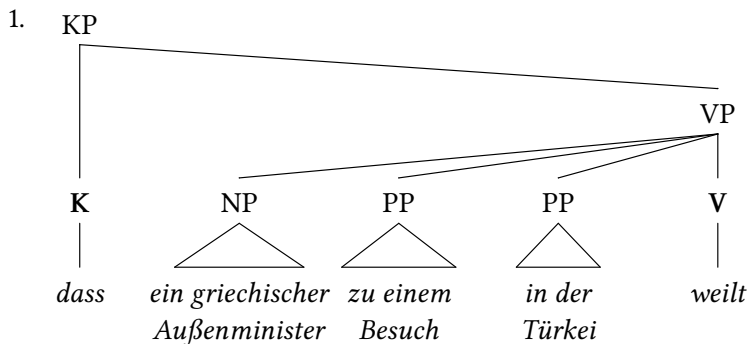 1. KP
VP
K NP PP PP V
dass ein griechischer zu einem in der weilt
Außenminister Besuch Türkei